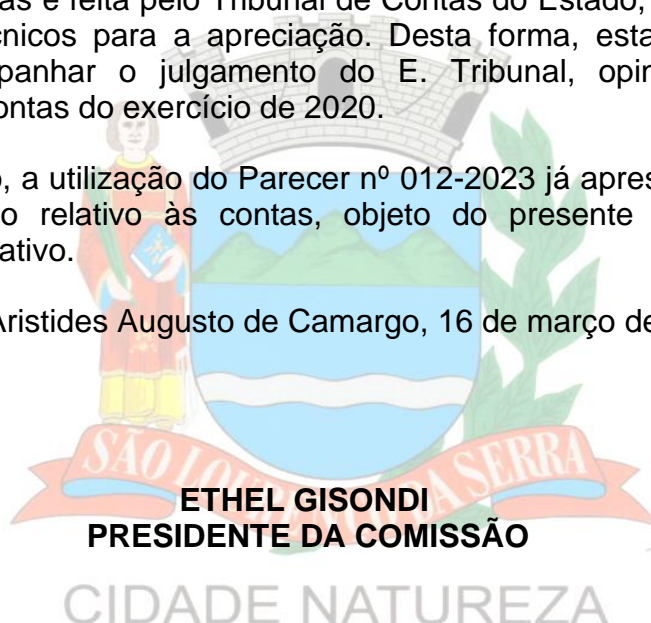 as é feita pelo Tribunal de Contas do Estado,
cnicos para a apreciação. Desta forma, esta
panhar o julgamento do E. Tribunal, opin
ontas do exercício de 2020.
o, a utilização do Parecer nº 012-2023 já apres
o relativo às contas, objeto do presente
ativo.
Aristides Augusto de Camargo, 16 de março de
SÃO LOURENÇO DA SERRA
ETHEL GISONDI
PRESIDENTE DA COMISSÃO
CIDADE NATUREZA